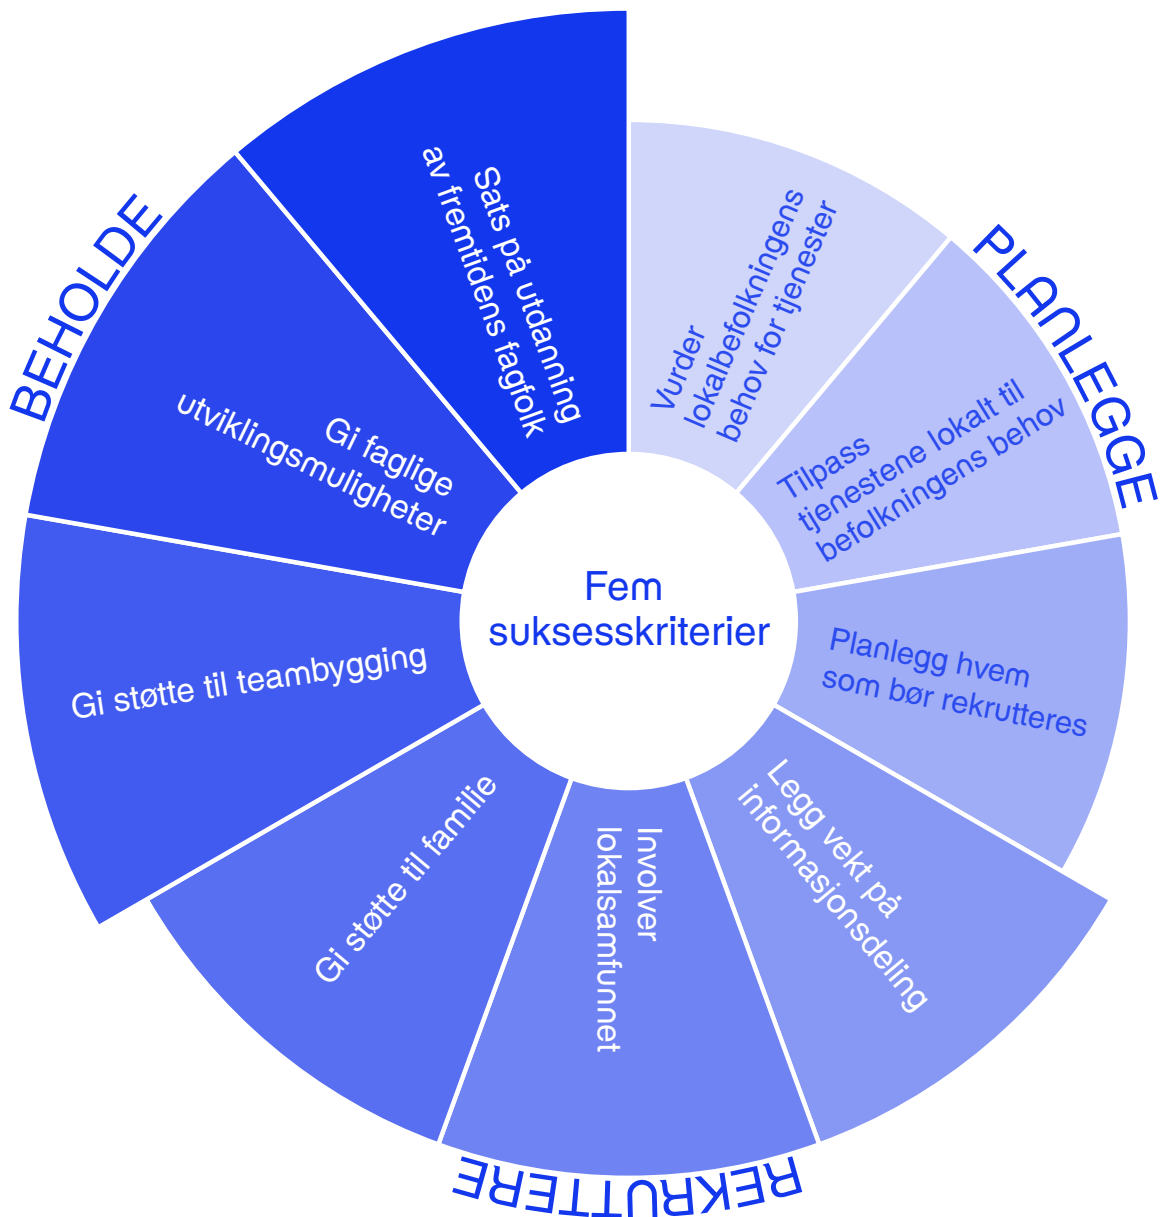 Fem
suksesskriterier
PLANLEGGE
Vurder
lokalbefolkningens
behov for tjenester
Tilpass
tjenestene lokalt til
befolkningens behov
Planlegg hvem
som bør rekrutteres
REKRUTTERE
Legg vekt på
informasjonsdeling
Involver
lokalsamfunnet
Gi støtte til familie
BEHOLDE
Gi støtte til teambygging
Gi faglige
utviklingsmuligheter
Sats på utdanning
av fremtidens fagfolk